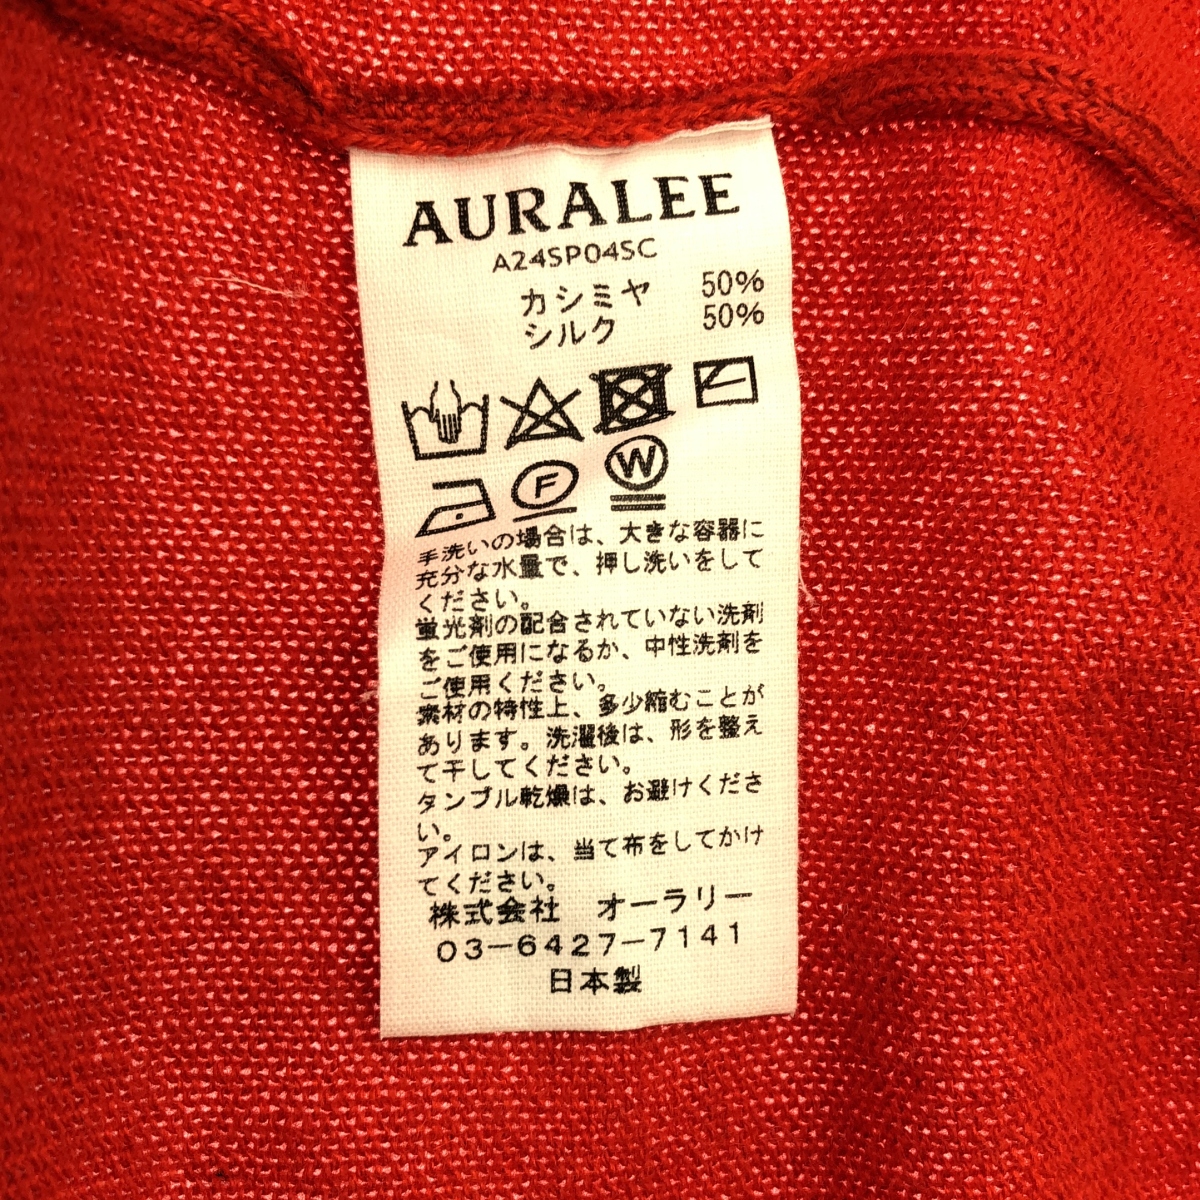 AURALEE
A24SP04SC
カシミヤ 50%
シルク 50%
F
W
手洗いの場合は、大きな容器に
充分な水量で、押し洗いをして
ください。
蛍光剤の配合されていない洗剤
をご使用になるか、中性洗剤を
ご使用ください。
素材の特性上、多少縮むことが
あります。洗濯後は、形を整え
て干してください。
タンブル乾燥は、お避けくださ
い。
アイロンは、当て布をしてかけ
てください。
株式会社 オーラリー
03-6427-7141
日本製